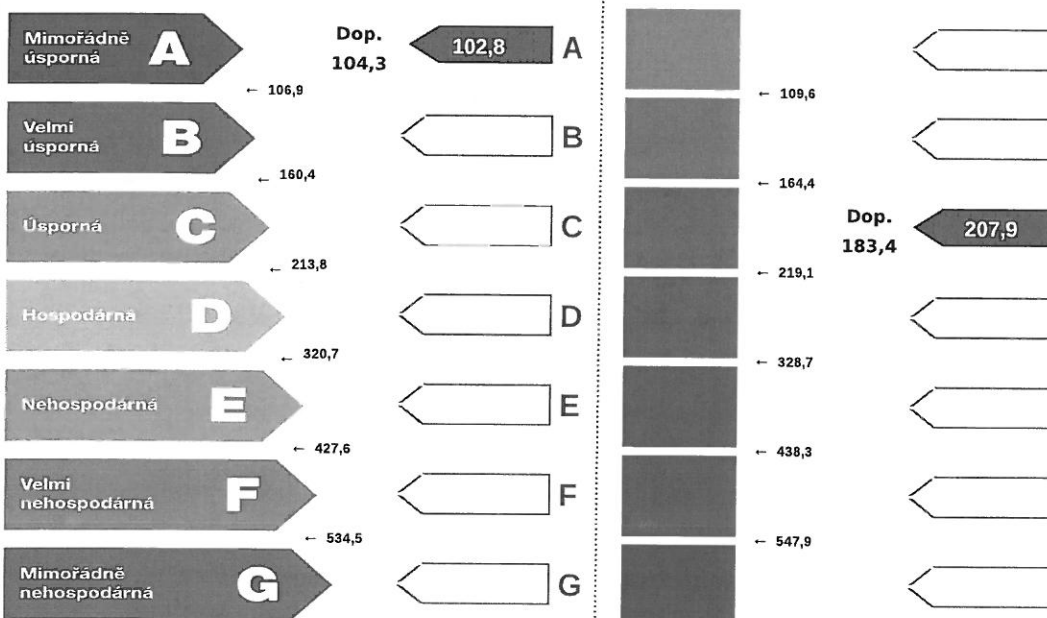 Mimořádně
úsporná
A
Dop.
104,3
102,8
A
← 106,9
← 109,6
Velmi
úsporná
B
B
← 160,4
← 164,4
Úsporná
C
C
Dop.
183,4
207,9
← 213,8
← 219,1
Hospodárná
D
D
← 320,7
← 328,7
Nehospodárná
E
E
← 427,6
← 438,3
Velmi
nehospodárná
F
F
← 534,5
← 547,9
Mimořádně
nehospodárná
G
G